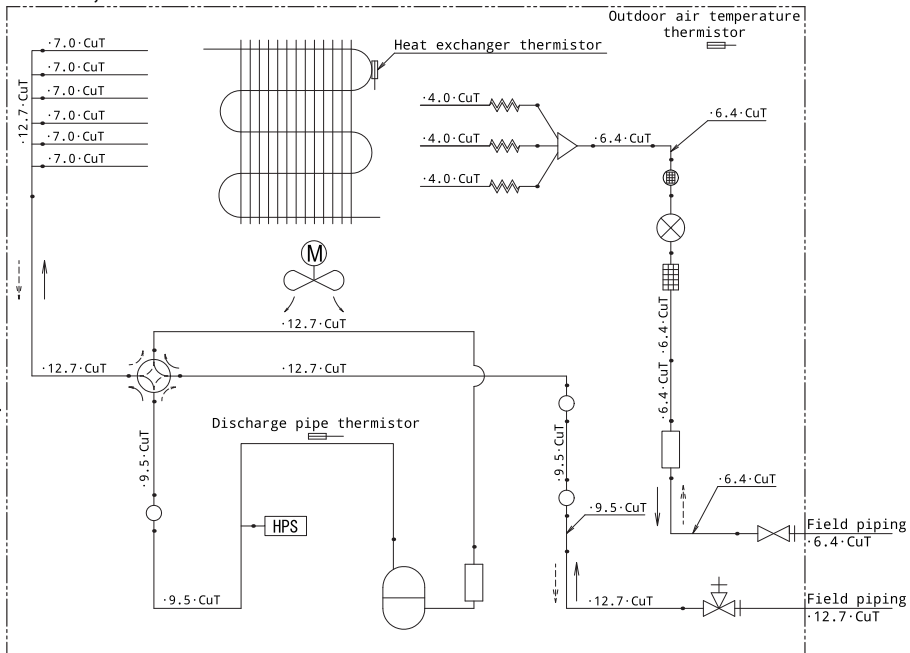 Outdoor air temperature
thermistor
·7.0·CuT
·7.0·CuT
·7.0·CuT
·7.0·CuT
·7.0·CuT
·7.0·CuT
·12.7·CuT
Heat exchanger thermistor
·4.0·CuT
·4.0·CuT
·4.0·CuT
·6.4·CuT
·6.4·CuT
M
·12.7·CuT
·12.7·CuT
·12.7·CuT
·6.4·CuT
·6.4·CuT
Discharge pipe thermistor
·9.5·CuT
·9.5·CuT
HPS
·9.5·CuT
·6.4·CuT
Field piping
·6.4·CuT
·9.5·CuT
·12.7·CuT
Field piping
·12.7·CuT